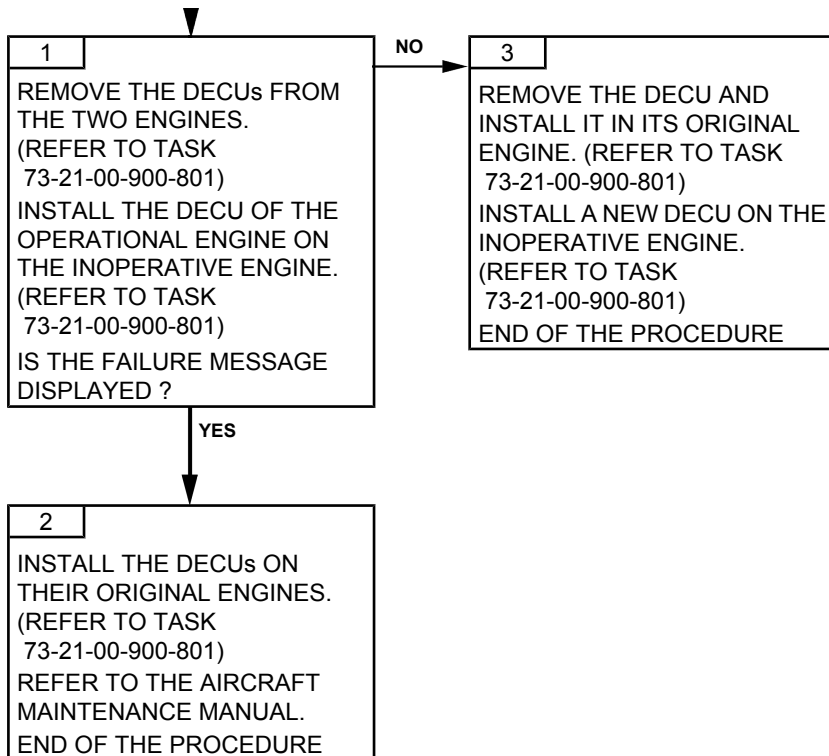 1
REMOVE THE DECUs FROM
THE TWO ENGINES.
(REFER TO TASK
73-21-00-900-801)
INSTALL THE DECU OF THE
OPERATIONAL ENGINE ON
THE INOPERATIVE ENGINE.
(REFER TO TASK
73-21-00-900-801)
IS THE FAILURE MESSAGE
DISPLAYED ?
NO
3
REMOVE THE DECU AND
INSTALL IT IN ITS ORIGINAL
ENGINE. (REFER TO TASK
73-21-00-900-801)
INSTALL A NEW DECU ON THE
INOPERATIVE ENGINE.
(REFER TO TASK
73-21-00-900-801)
END OF THE PROCEDURE
YES
2
INSTALL THE DECUs ON
THEIR ORIGINAL ENGINES.
(REFER TO TASK
73-21-00-900-801)
REFER TO THE AIRCRAFT
MAINTENANCE MANUAL.
END OF THE PROCEDURE